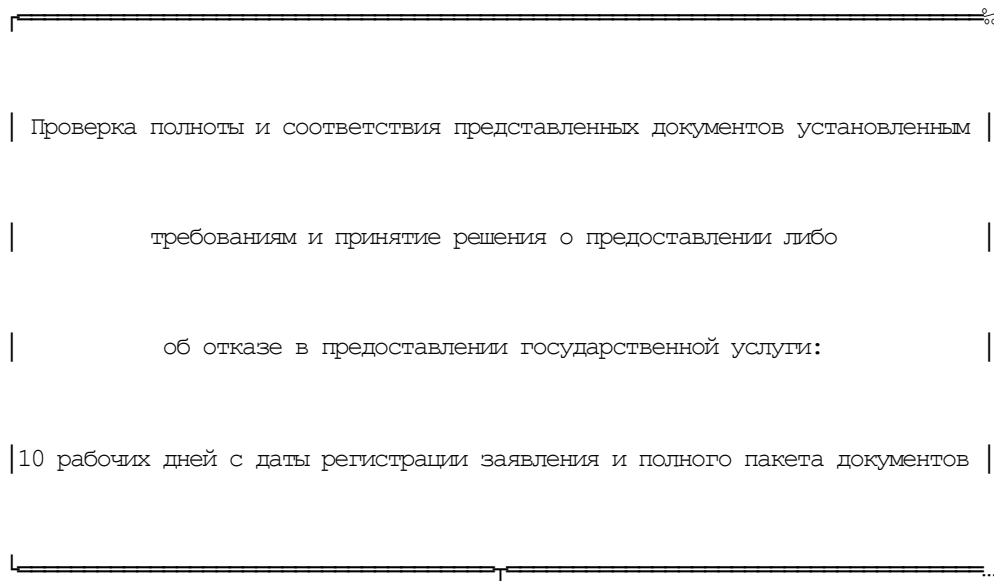 Проверка полноты и соответствия представленных документов установленным
требованиям и принятие решения о предоставлении либо
об отказе в предоставлении государственной услуги:
10 рабочих дней с даты регистрации заявления и полного пакета документов